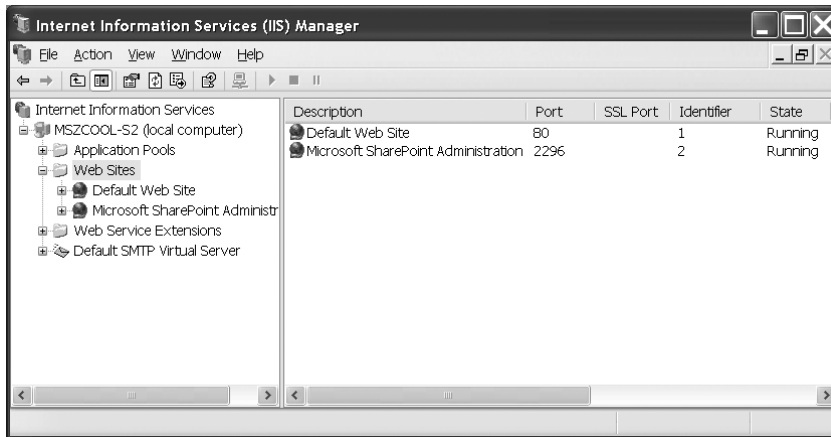 Internet Information Services (IIS) Manager
File Action View Window Help
Internet Information Services
MSZCOOL-S2 (local computer)
Application Pools
Web Sites
Default Web Site
Microsoft SharePoint Administr
Web Service Extensions
Default SMTP Virtual Server
Description Port SSL Port Identifier State
Default Web Site 80 1 Running
Microsoft SharePoint Administration 2296 2 Running